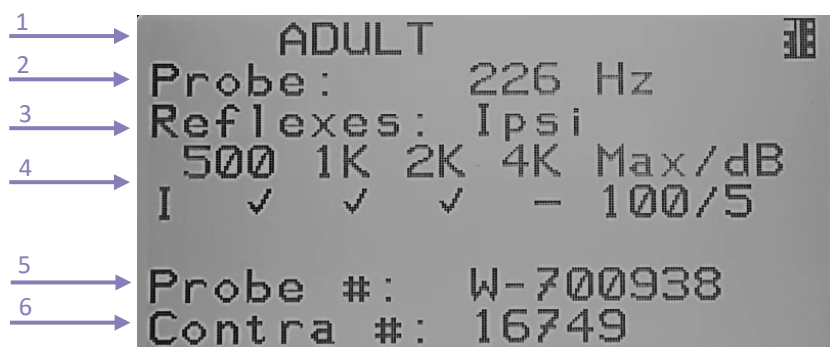 1 ADULT
2 Probe: 226 Hz
3 Reflexes: Ipsi
500 1K 2K 4K Max/dB
4 I ✓ ✓ ✓ – 100/5
5 Probe #: W-700938
6 Contra #: 16749